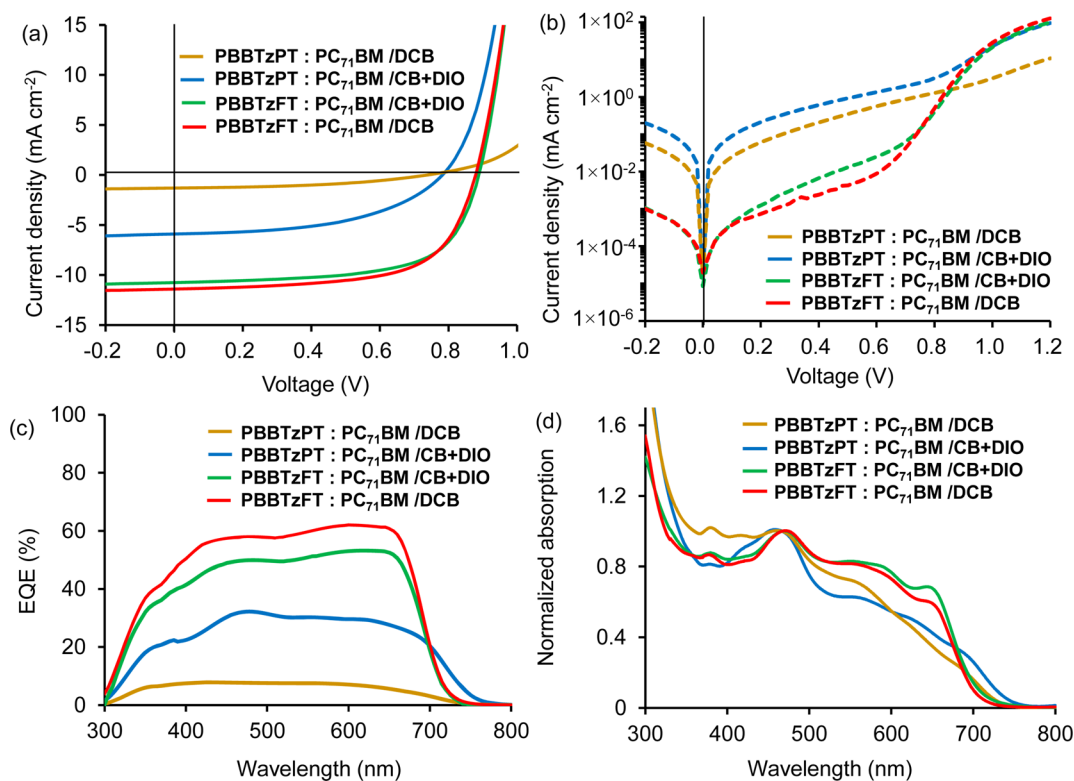 (a)
PBBTzPT : PC₇₁BM /DCB
PBBTzPT : PC₇₁BM /CB+DIO
PBBTzFT : PC₇₁BM /CB+DIO
PBBTzFT : PC₇₁BM /DCB
Current density (mA cm⁻²)
15
10
5
0
-5
-10
-15
-0.2 0.0 0.2 0.4 0.6 0.8 1.0
Voltage (V)
(b)
Current density (mA cm⁻²)
1×10²
1×10⁰
1×10⁻²
1×10⁻⁴
1×10⁻⁶
PBBTzPT : PC₇₁BM /DCB
PBBTzPT : PC₇₁BM /CB+DIO
PBBTzFT : PC₇₁BM /CB+DIO
PBBTzFT : PC₇₁BM /DCB
-0.2 0.0 0.2 0.4 0.6 0.8 1.0 1.2
Voltage (V)
(c)
PBBTzPT : PC₇₁BM /DCB
PBBTzPT : PC₇₁BM /CB+DIO
PBBTzFT : PC₇₁BM /CB+DIO
PBBTzFT : PC₇₁BM /DCB
EQE (%)
100
80
60
40
20
0
300 400 500 600 700 800
Wavelength (nm)
(d)
PBBTzPT : PC₇₁BM /DCB
PBBTzPT : PC₇₁BM /CB+DIO
PBBTzFT : PC₇₁BM /CB+DIO
PBBTzFT : PC₇₁BM /DCB
Normalized absorption
1.6
1.2
0.8
0.4
0
300 400 500 600 700 800
Wavelength (nm)